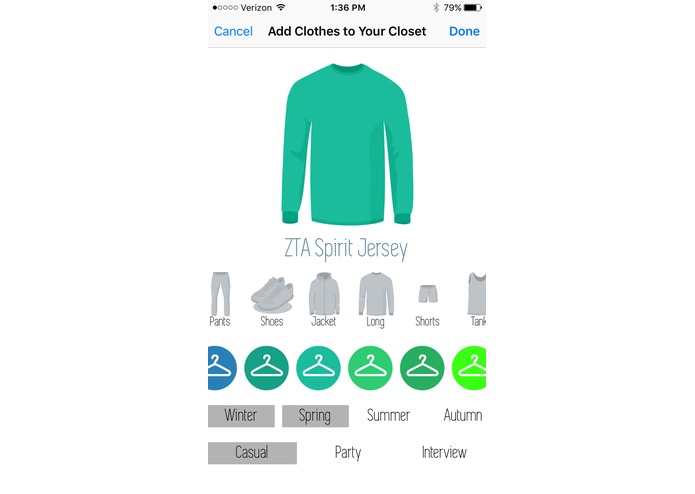 Verizon 1:36 PM 79%
Cancel Add Clothes to Your Closet Done
ZTA Spirit Jersey
Pants Shoes Jacket Long Shorts Tank
Winter Spring Summer Autumn
Casual Party Interview